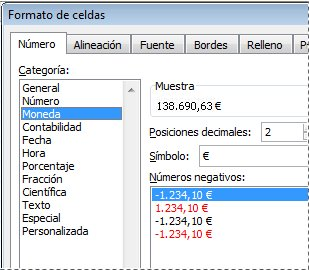 Formato de celdas
Número Alineación Fuente Bordes Relleno
Categoría:
General
Número
Moneda
Contabilidad
Fecha
Hora
Porcentaje
Fracción
Científica
Texto
Especial
Personalizada
Muestra
138.690,63 €
Posiciones decimales: 2
Símbolo: €
Números negativos:
-1.234,10 €
1.234,10 €
-1.234,10 €
-1.234,10 €